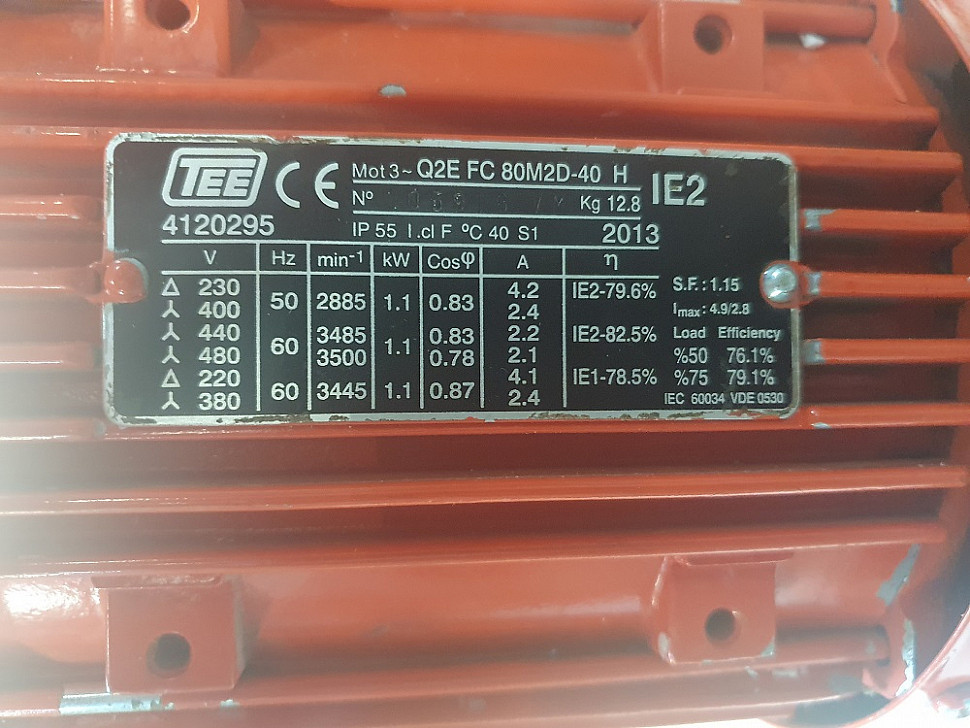 TEE CE Mot3~ Q2E FC 80M2D-40 H IE2
Nº Kg 12.8
4120295 IP 55 I.cl F ºC 40 S1 2013
V Hz min-1 kW Cosφ A η
Δ 230 50 2885 1.1 0.83 4.2 IE2-79.6% S.F.: 1.15
⅄ 400 2.4 Imax: 4.9/2.8
⅄ 440 60 3485 1.1 0.83 2.2 IE2-82.5% Load Efficiency
⅄ 480 3500 0.78 2.1 %50 76.1%
Δ 220 60 3445 1.1 0.87 4.1 IE1-78.5% %75 79.1%
⅄ 380 2.4 IEC 60034 VDE 0530